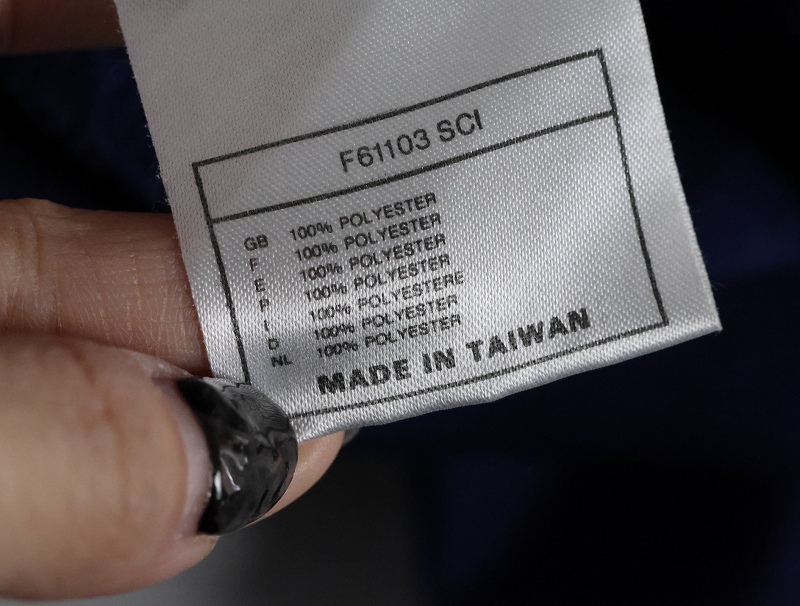 F61103 SCI
GB 100% POLYESTER
F 100% POLYESTER
E 100% POLYESTER
P 100% POLYESTER
I 100% POLYESTERE
D 100% POLYESTER
NL 100% POLYESTER
MADE IN TAIWAN